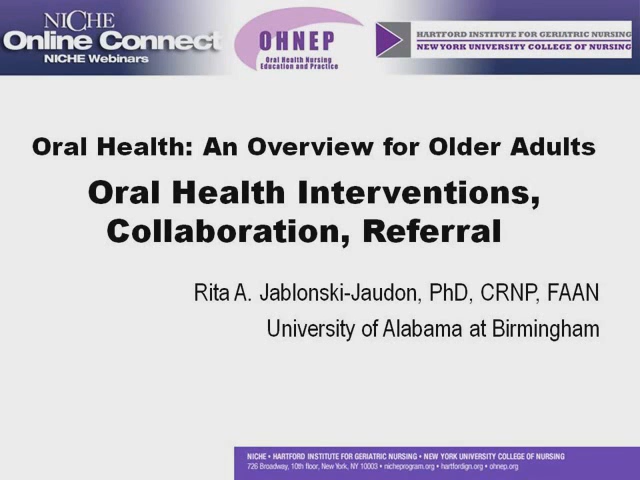 NICHE
Online Connect
NICHE Webinars
OHNEP
Oral Health Nursing
Education and Practice
HARTFORD INSTITUTE FOR GERIATRIC NURSING
NEW YORK UNIVERSITY COLLEGE OF NURSING
Oral Health: An Overview for Older Adults
Oral Health Interventions,
Collaboration, Referral
Rita A. Jablonski-Jaudon, PhD, CRNP, FAAN
University of Alabama at Birmingham
NICHE • HARTFORD INSTITUTE FOR GERIATRIC NURSING • NEW YORK UNIVERSITY COLLEGE OF NURSING
726 Broadway, 10th floor, New York, NY 10003 • nicheprogram.org • hartfordign.org • ohnep.org